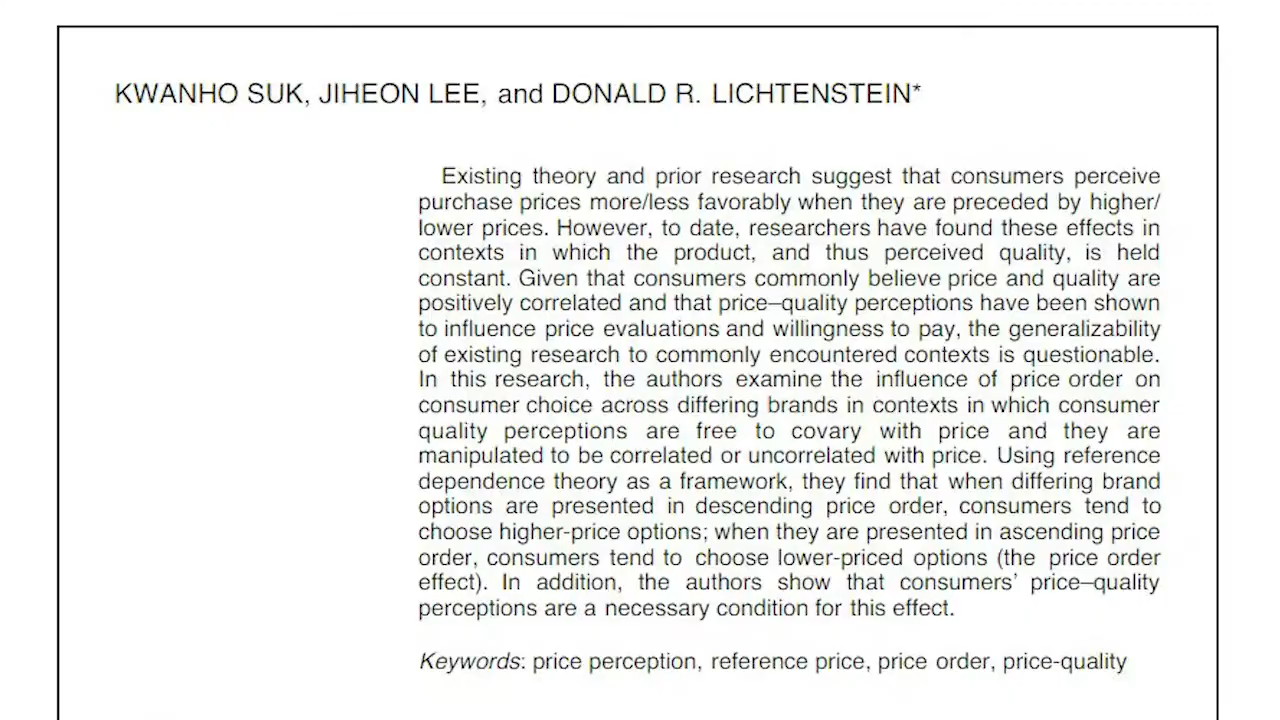 KWANHO SUK, JIHEON LEE, and DONALD R. LICHTENSTEIN*
Existing theory and prior research suggest that consumers perceive
purchase prices more/less favorably when they are preceded by higher/
lower prices. However, to date, researchers have found these effects in
contexts in which the product, and thus perceived quality, is held
constant. Given that consumers commonly believe price and quality are
positively correlated and that price–quality perceptions have been shown
to influence price evaluations and willingness to pay, the generalizability
of existing research to commonly encountered contexts is questionable.
In this research, the authors examine the influence of price order on
consumer choice across differing brands in contexts in which consumer
quality perceptions are free to covary with price and they are
manipulated to be correlated or uncorrelated with price. Using reference
dependence theory as a framework, they find that when differing brand
options are presented in descending price order, consumers tend to
choose higher-price options; when they are presented in ascending price
order, consumers tend to choose lower-priced options (the price order
effect). In addition, the authors show that consumers’ price–quality
perceptions are a necessary condition for this effect.
Keywords: price perception, reference price, price order, price-quality